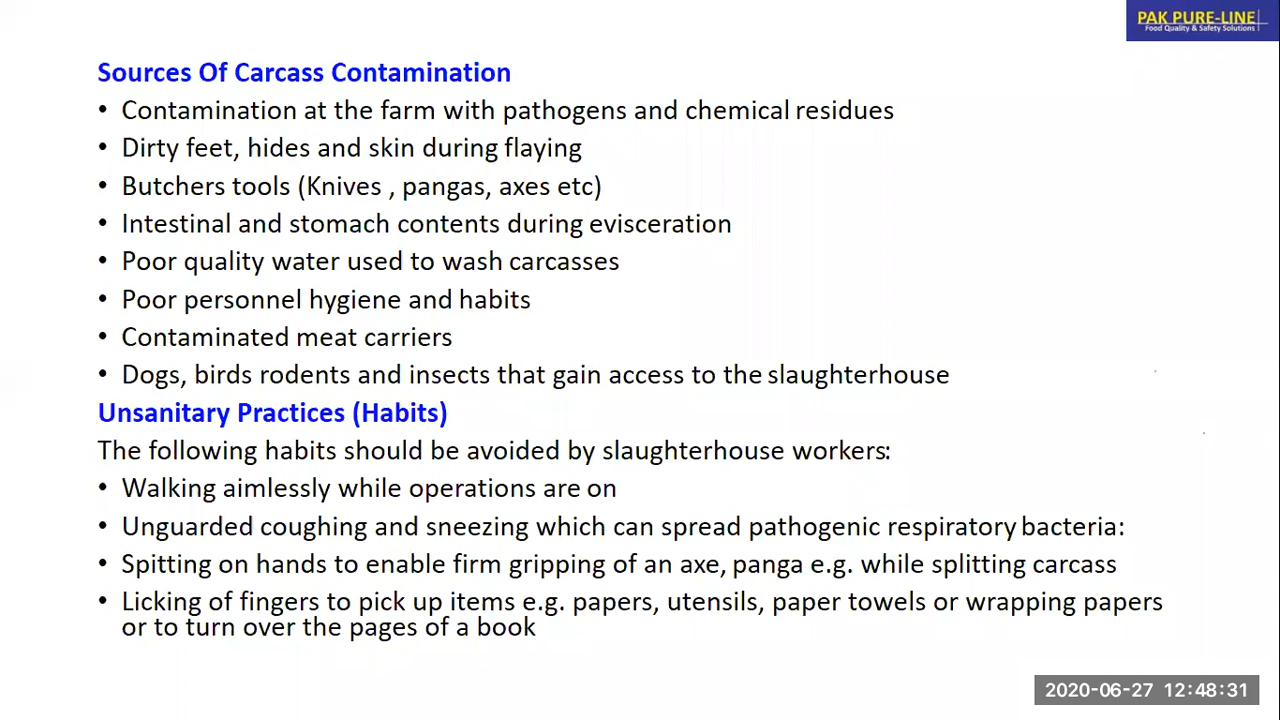 PAK PURE-LINE
Food Quality & Safety Solutions
Sources Of Carcass Contamination
• Contamination at the farm with pathogens and chemical residues
• Dirty feet, hides and skin during flaying
• Butchers tools (Knives , pangas, axes etc)
• Intestinal and stomach contents during evisceration
• Poor quality water used to wash carcasses
• Poor personnel hygiene and habits
• Contaminated meat carriers
• Dogs, birds rodents and insects that gain access to the slaughterhouse
Unsanitary Practices (Habits)
The following habits should be avoided by slaughterhouse workers:
• Walking aimlessly while operations are on
• Unguarded coughing and sneezing which can spread pathogenic respiratory bacteria:
• Spitting on hands to enable firm gripping of an axe, panga e.g. while splitting carcass
• Licking of fingers to pick up items e.g. papers, utensils, paper towels or wrapping papers
or to turn over the pages of a book
2020-06-27 12:48:31